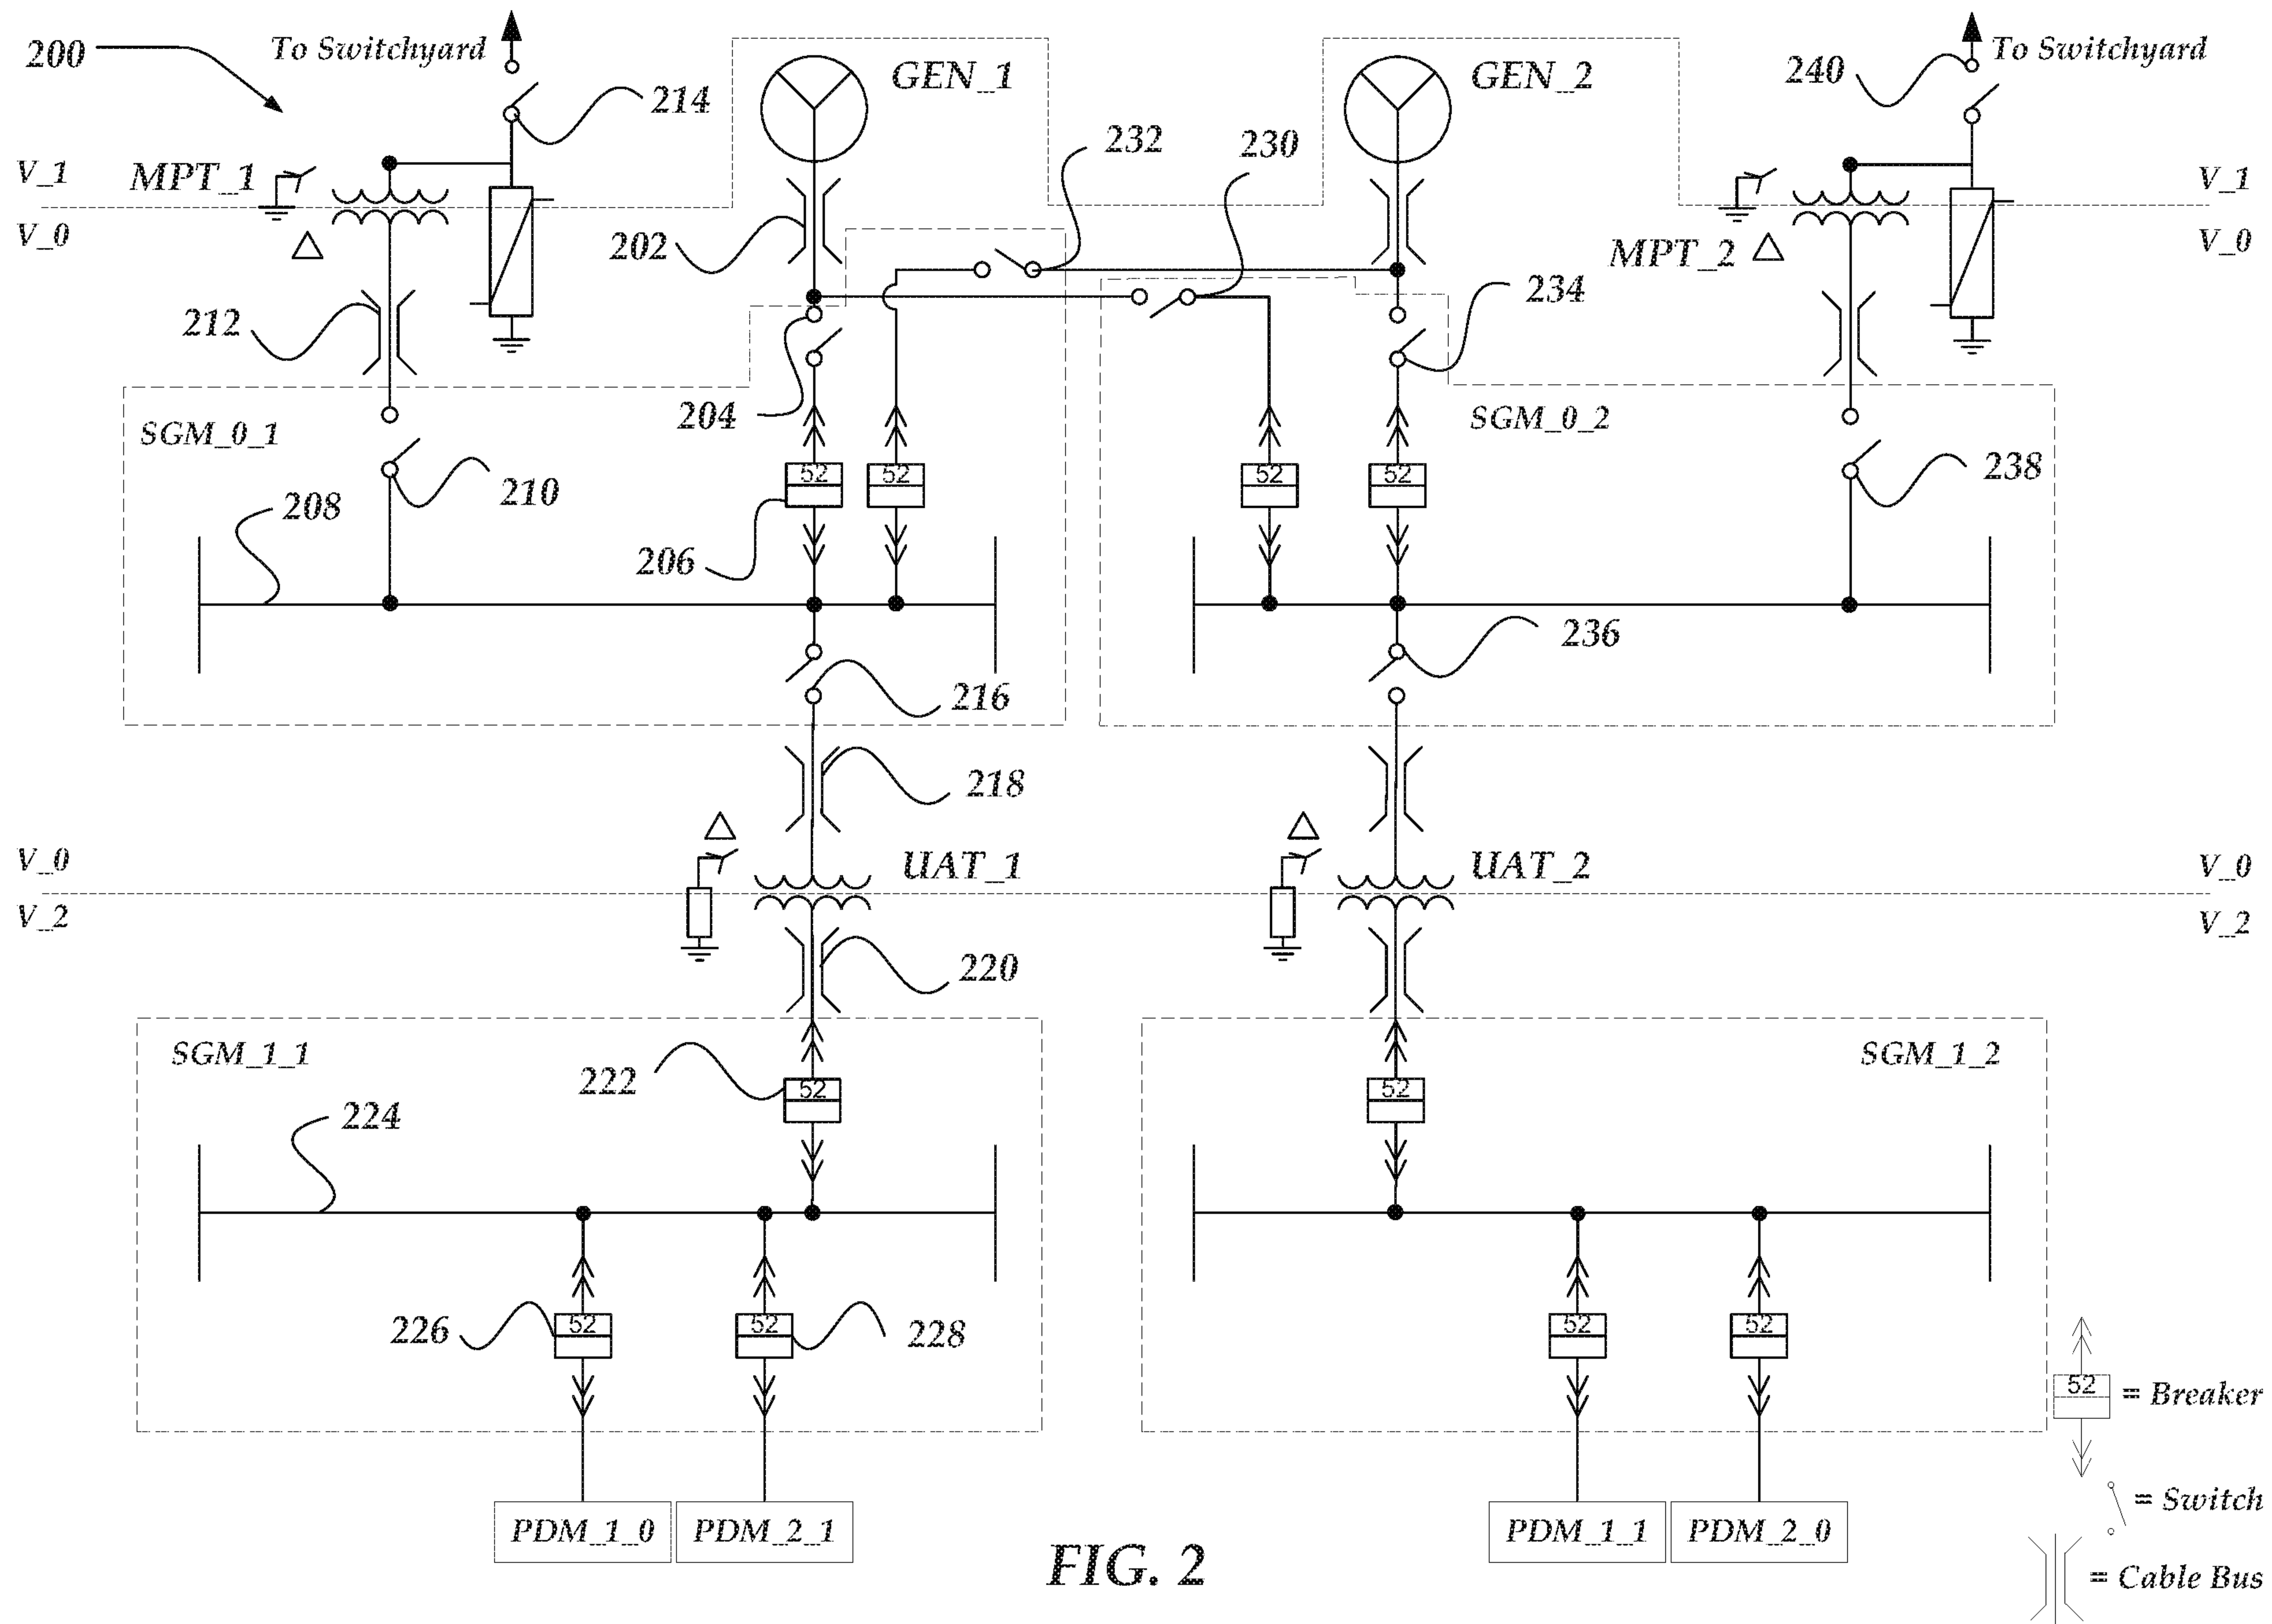 200
To Switchyard
214
GEN_1
GEN_2
240
To Switchyard
232
230
V_1
MPT_1
V_1
V_0
202
MPT_2
V_0
212
234
204
SGM_0_1
SGM_0_2
52
52
52
52
210
238
208
206
236
216
218
V_0
UAT_1
UAT_2
V_0
V_2
V_2
220
SGM_1_1
SGM_1_2
222
52
52
224
226
52
52
228
52
52
52
= Breaker
PDM_1_0
PDM_2_1
PDM_1_1
PDM_2_0
= Switch
FIG. 2
= Cable Bus